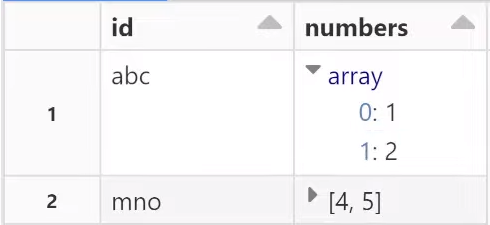 id numbers
1 abc array
0: 1
1: 2
2 mno [4, 5]